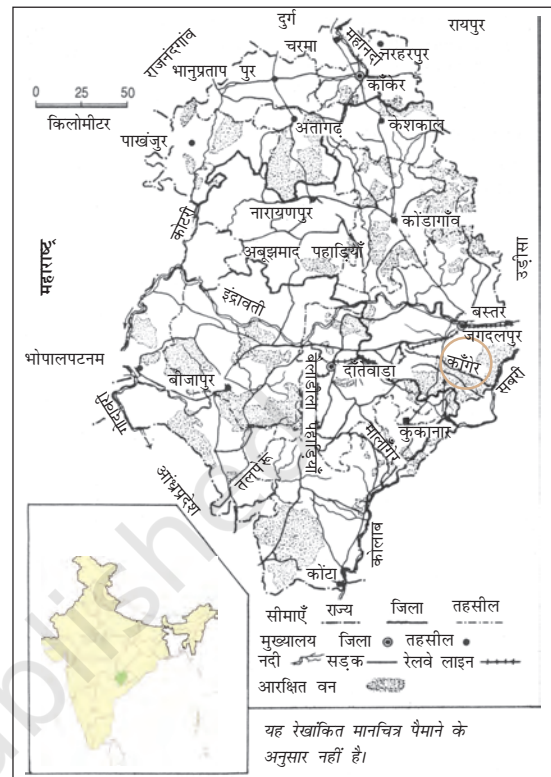 दुर्ग
रायपुर
राजनंदगांव
चरमा
महानदी
नरहरपुर
भानुप्रताप पुर
काँकेर
0 50
किलोमीटर
अंतागढ़
केशकाल
पाखंजुर
कोटरी
नारायणपुर
कोंडागाँव
अबूझमाद पहाड़ियाँ
महाराष्ट्र
उड़ीसा
इंद्रावती
बस्तर
जगदलपुर
भोपालपटनम
काँगेर
सबरी
बीजापुर
दाँतेवाड़ा
बैलाडिला पहाड़ियाँ
गोदावरी
मालाँगेर
कुकानार
आंध्रप्रदेश
तलपेरू
कोलाब
कोंटा
सीमाएँ राज्य जिला तहसील
मुख्यालय जिला तहसील
नदी सड़क रेलवे लाइन
आरक्षित वन
यह रेखांकित मानचित्र पैमाने के
अनुसार नहीं है।